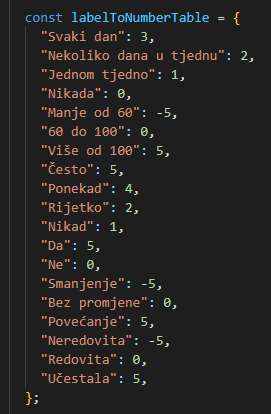 const labelToNumberTable = {
"Svaki dan": 3,
"Nekoliko dana u tjednu": 2,
"Jednom tjedno": 1,
"Nikada": 0,
"Manje od 60": -5,
"60 do 100": 0,
"Više od 100": 5,
"Često": 5,
"Ponekad": 4,
"Rijetko": 2,
"Nikad": 1,
"Da": 5,
"Ne": 0,
"Smanjenje": -5,
"Bez promjene": 0,
"Povećanje": 5,
"Neredovita": -5,
"Redovita": 0,
"Učestala": 5,
};